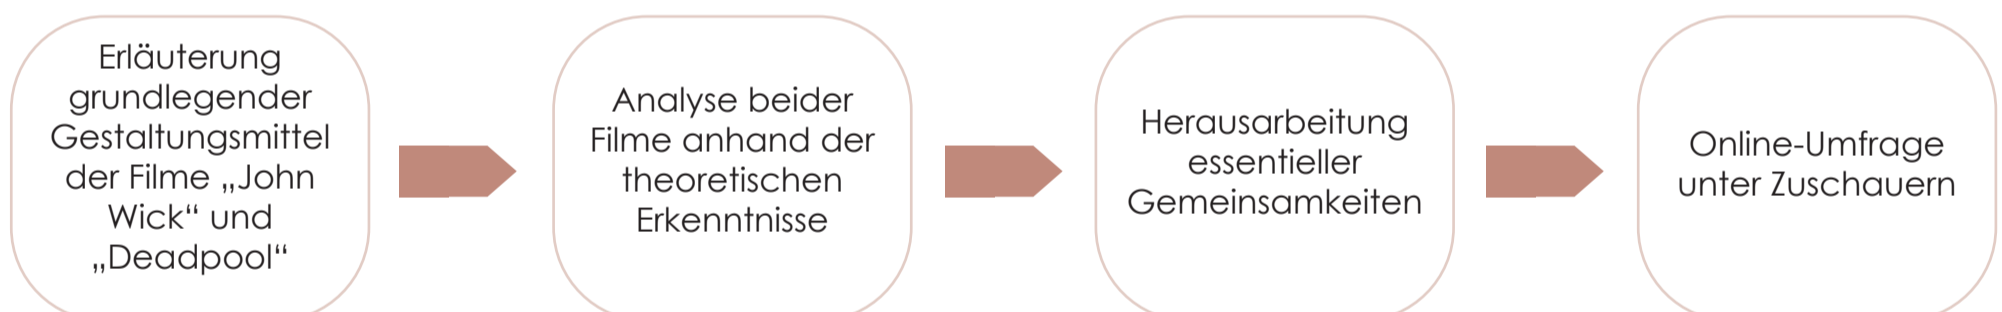 Erläuterung
grundlegender
Gestaltungsmittel
der Filme „John
Wick“ und
„Deadpool“
Analyse beider
Filme anhand der
theoretischen
Erkenntnisse
Herausarbeitung
essentieller
Gemeinsamkeiten
Online-Umfrage
unter Zuschauern